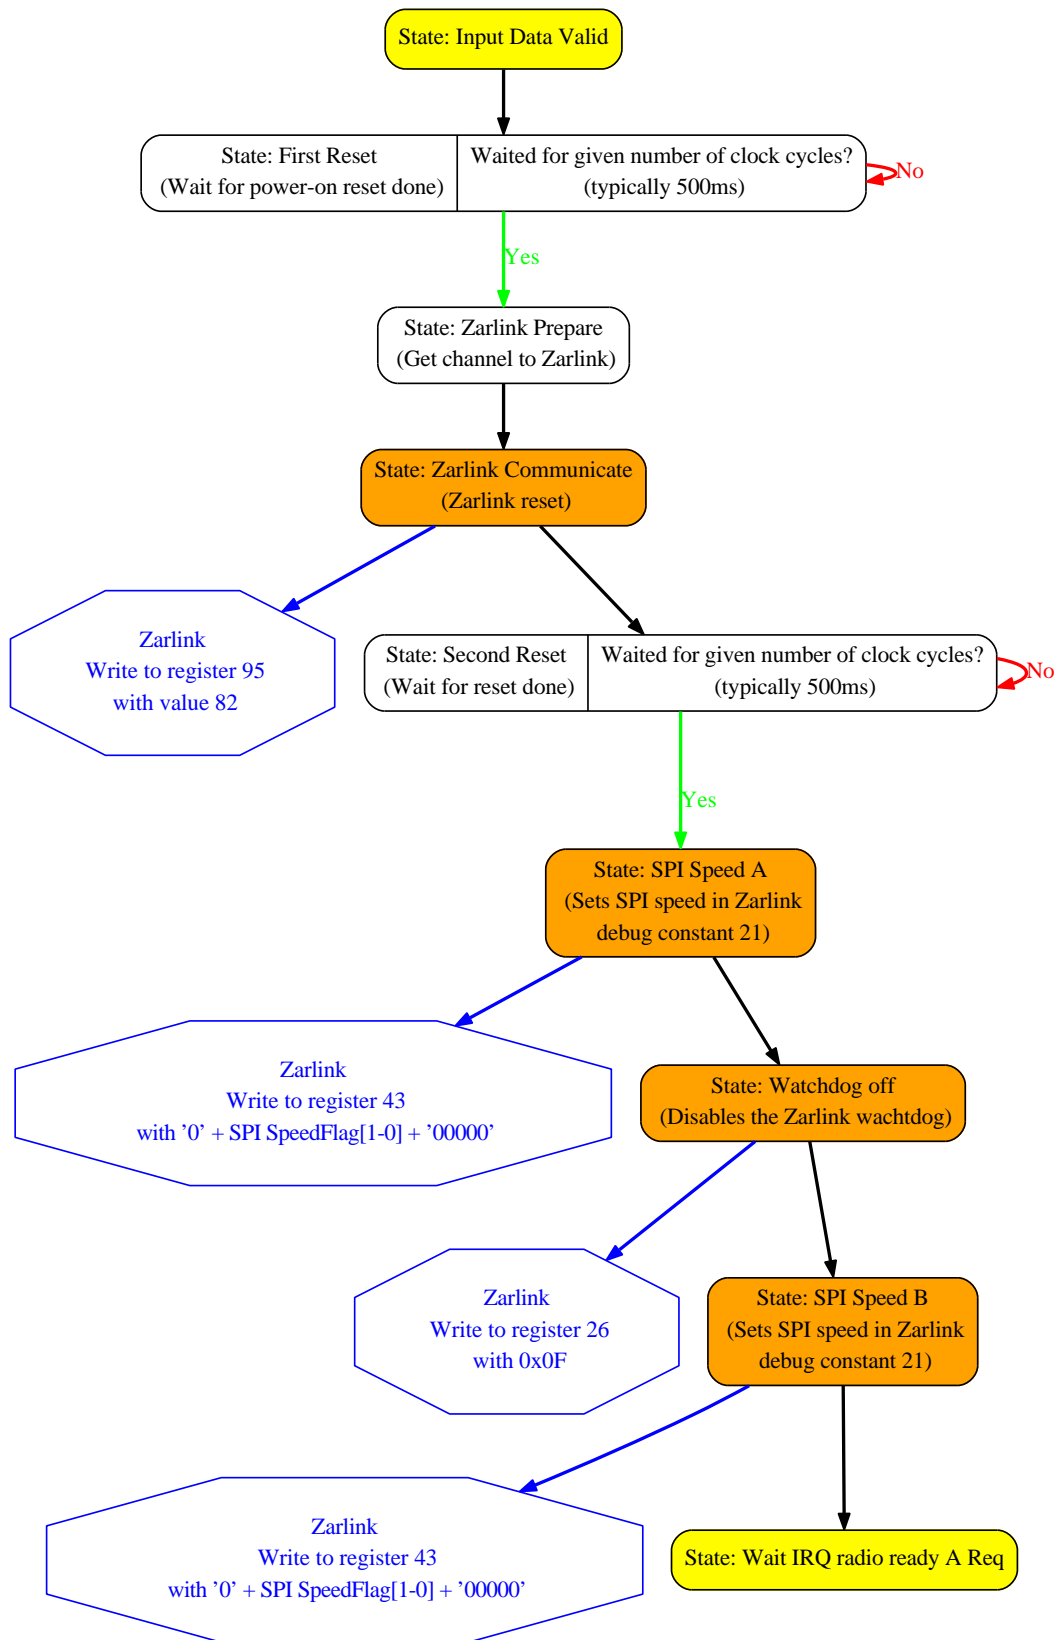 State: Input Data Valid
State: First Reset
(Wait for power-on reset done)
Waited for given number of clock cycles?
(typically 500ms)
No
Yes
State: Zarlink Prepare
(Get channel to Zarlink)
State: Zarlink Communicate
(Zarlink reset)
Zarlink
Write to register 95
with value 82
State: Second Reset
(Wait for reset done)
Waited for given number of clock cycles?
(typically 500ms)
No
Yes
State: SPI Speed A
(Sets SPI speed in Zarlink
debug constant 21)
Zarlink
Write to register 43
with ’0’ + SPI SpeedFlag[1-0] + ’00000’
State: Watchdog off
(Disables the Zarlink wachtdog)
Zarlink
Write to register 26
with 0x0F
State: SPI Speed B
(Sets SPI speed in Zarlink
debug constant 21)
Zarlink
Write to register 43
with ’0’ + SPI SpeedFlag[1-0] + ’00000’
State: Wait IRQ radio ready A Req